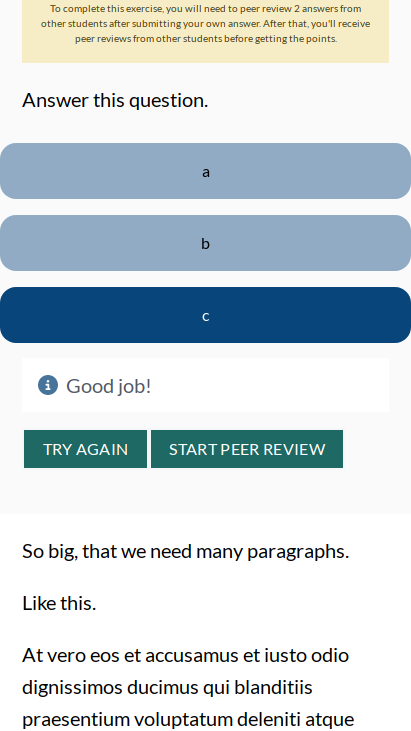 To complete this exercise, you will need to peer review 2 answers from
other students after submitting your own answer. After that, you'll receive
peer reviews from other students before getting the points.
Answer this question.
a
b
c
Good job!
TRY AGAIN START PEER REVIEW
So big, that we need many paragraphs.
Like this.
At vero eos et accusamus et iusto odio
dignissimos ducimus qui blanditiis
praesentium voluptatum deleniti atque